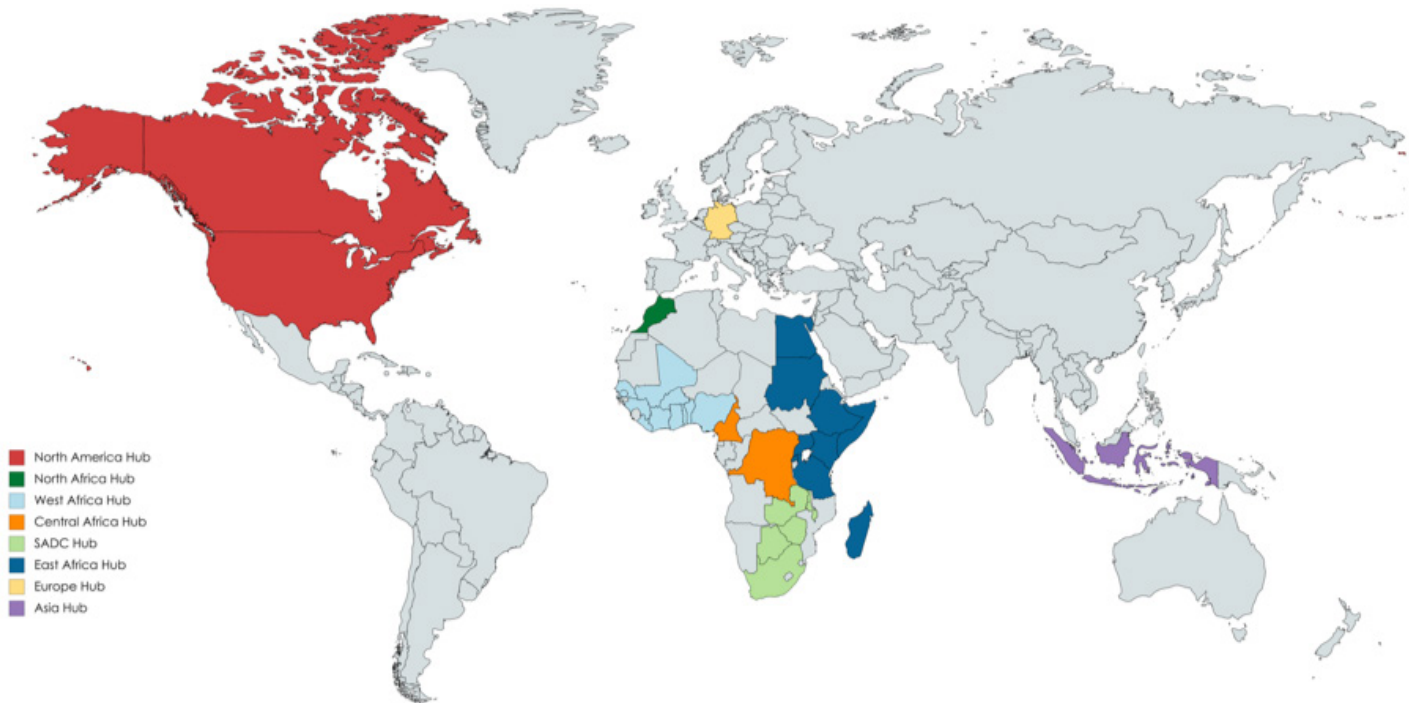 North America Hub
North Africa Hub
West Africa Hub
Central Africa Hub
SADC Hub
East Africa Hub
Europe Hub
Asia Hub